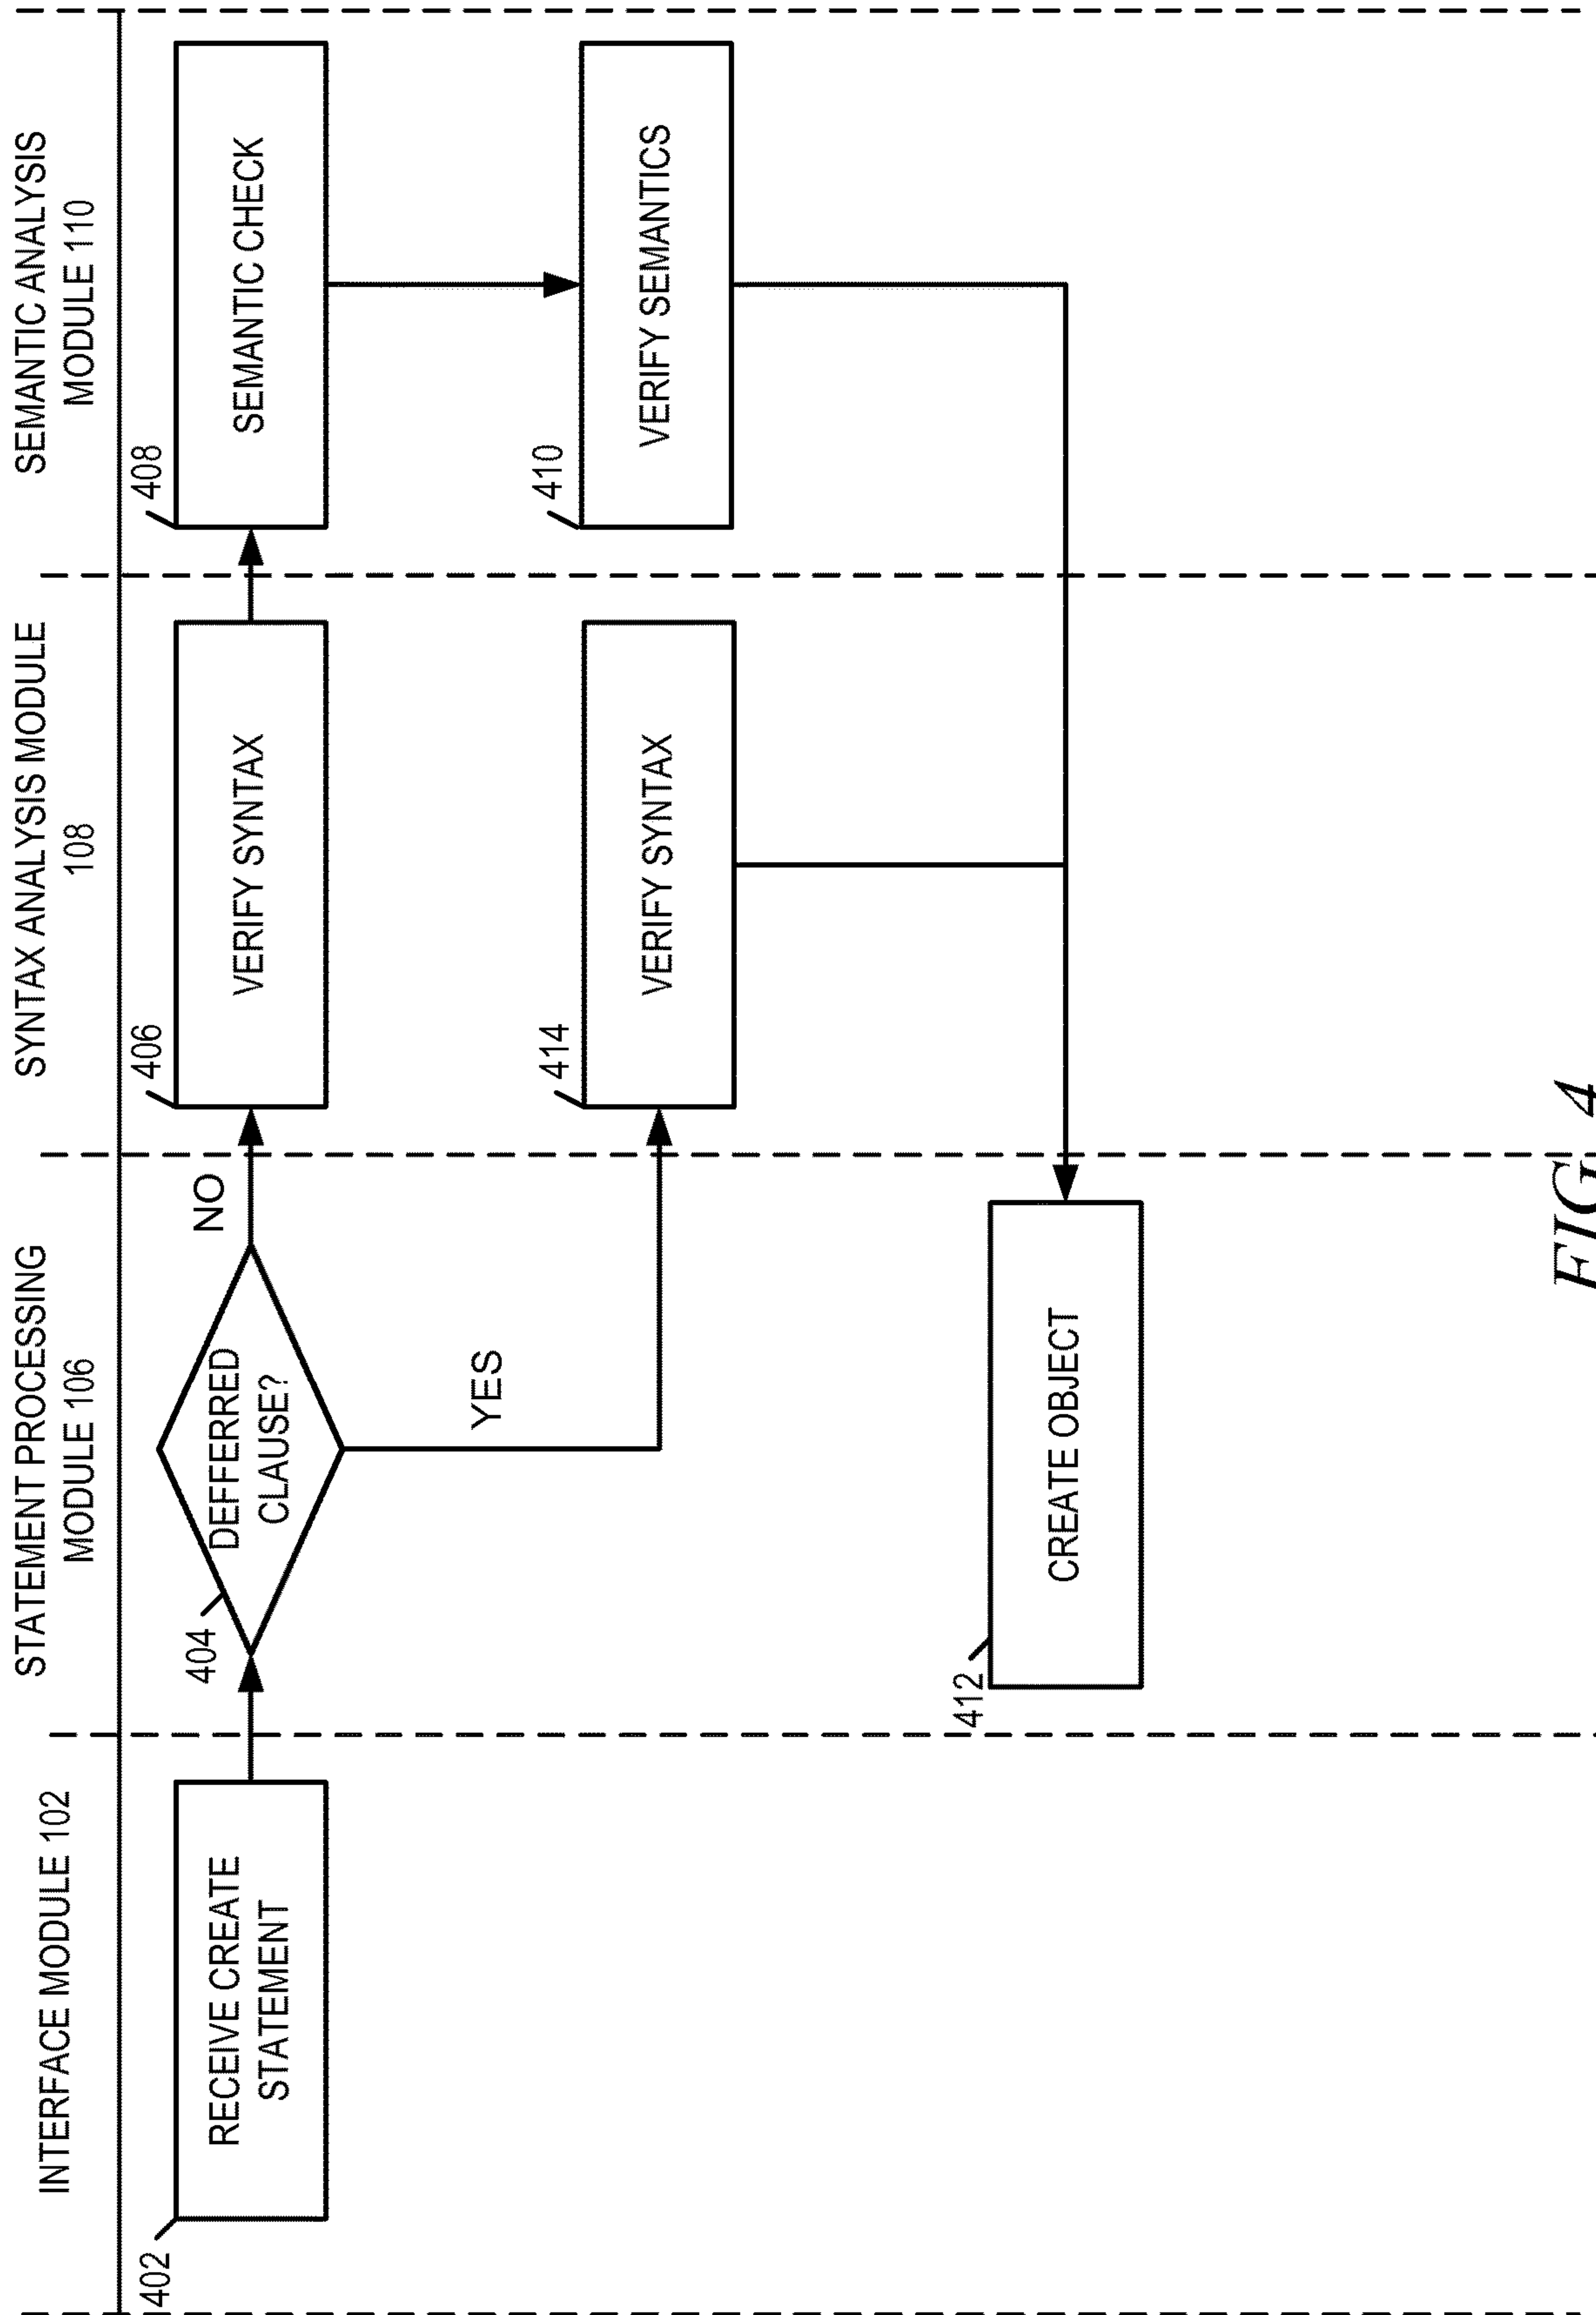 INTERFACE MODULE 102
STATEMENT PROCESSING
MODULE 106
SYNTAX ANALYSIS MODULE
108
SEMANTIC ANALYSIS
MODULE 110
402
RECEIVE CREATE
STATEMENT
404
DEFFERRED
CLAUSE?
NO
YES
406
VERIFY SYNTAX
408
SEMANTIC CHECK
414
VERIFY SYNTAX
410
VERIFY SEMANTICS
412
CREATE OBJECT
FIG. 4